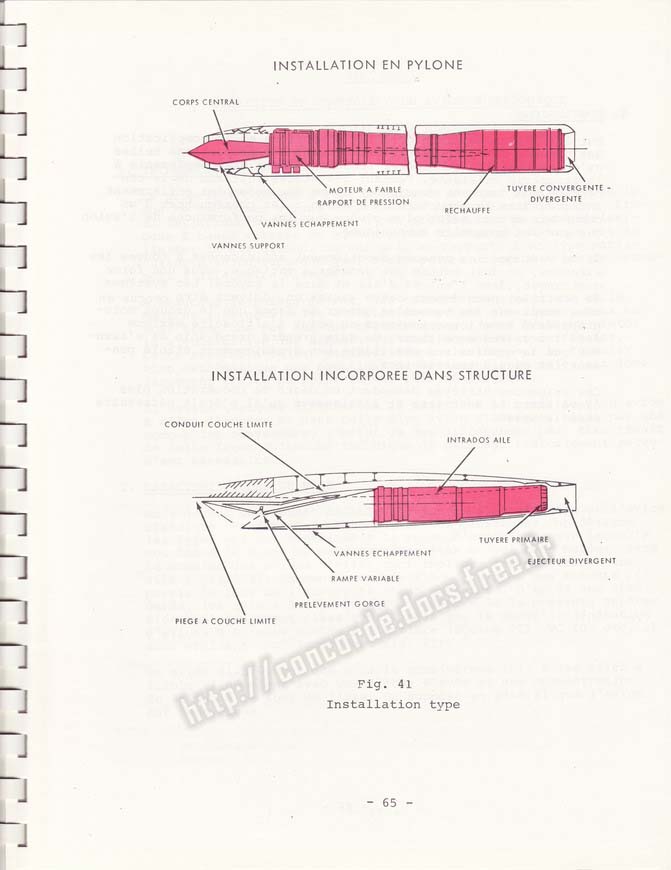 INSTALLATION EN PYLONE
CORPS CENTRAL
MOTEUR A FAIBLE
RAPPORT DE PRESSION
TUYERE CONVERGENTE -
DIVERGENTE
RECHAUFFE
VANNES ECHAPPEMENT
VANNES SUPPORT
INSTALLATION INCORPOREE DANS STRUCTURE
CONDUIT COUCHE LIMITE
INTRADOS AILE
TUYERE PRIMAIRE
VANNES ECHAPPEMENT
EJECTEUR DIVERGENT
RAMPE VARIABLE
PRELEVEMENT GORGE
PIEGE A COUCHE LIMITE
http://concorde.docs.free.fr
Fig. 41
Installation type
- 65 -